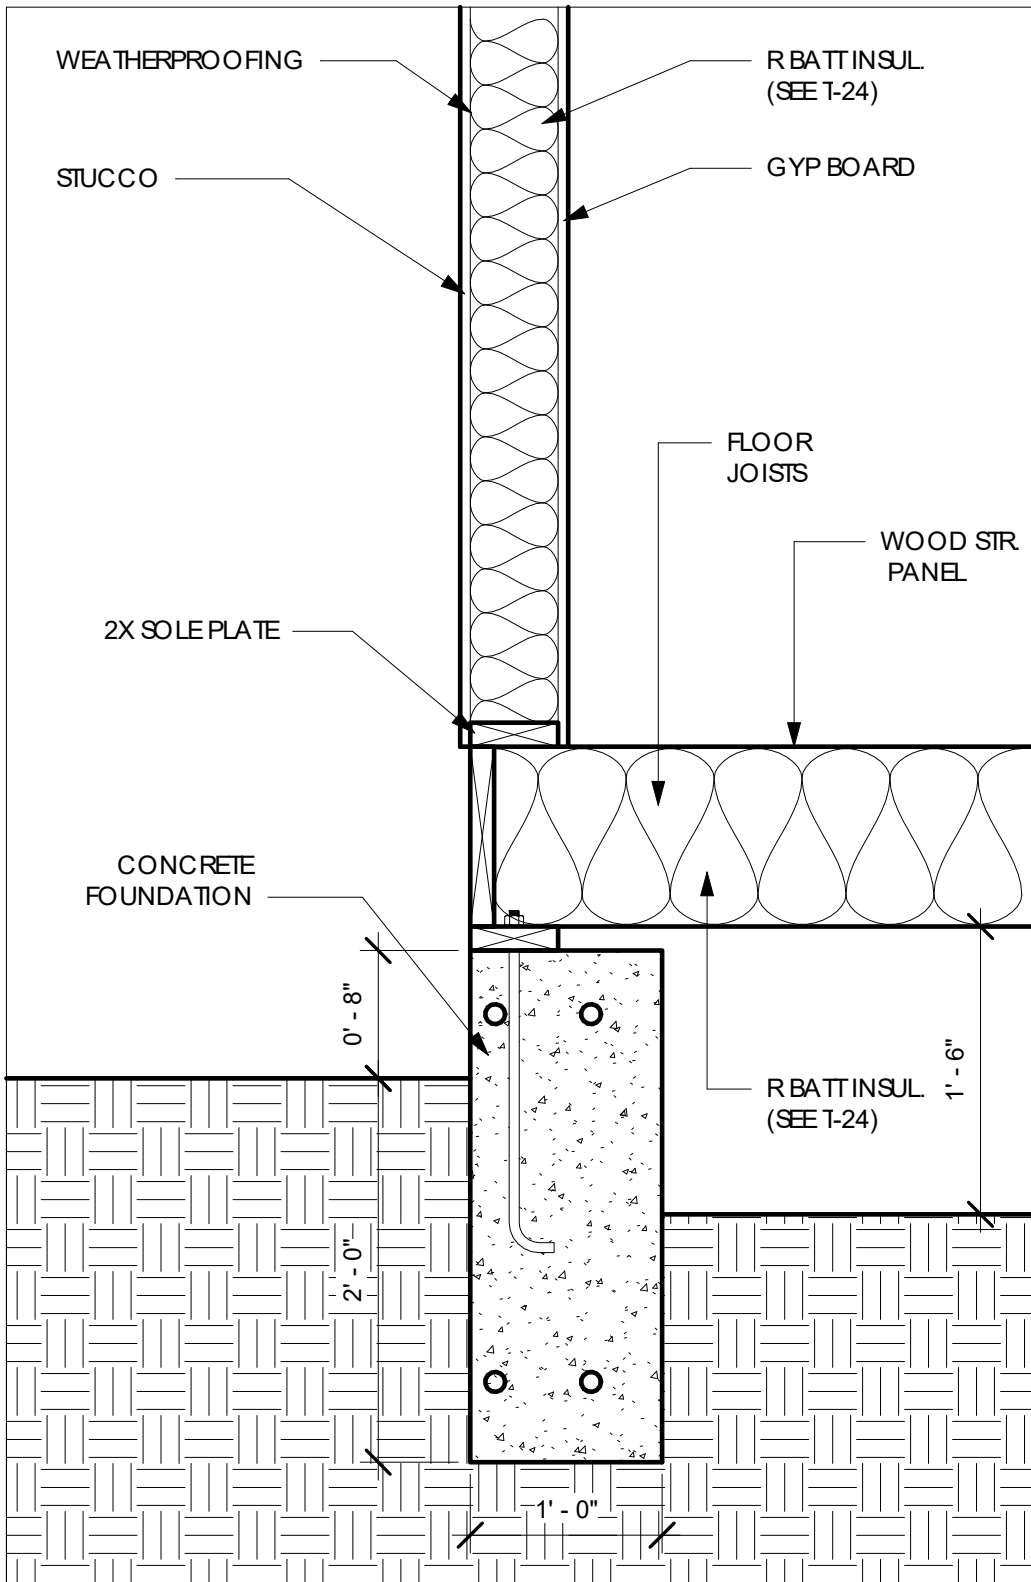 WEATHERPROOFING
R BATT INSUL.
(SEE T-24)
STUCCO
GYP BOARD
FLOOR
JOISTS
WOOD STR.
PANEL
2X SOLE PLATE
CONCRETE
FOUNDATION
0' - 8"
1' - 6"
R BATT INSUL.
(SEE T-24)
2' - 0"
1' - 0"